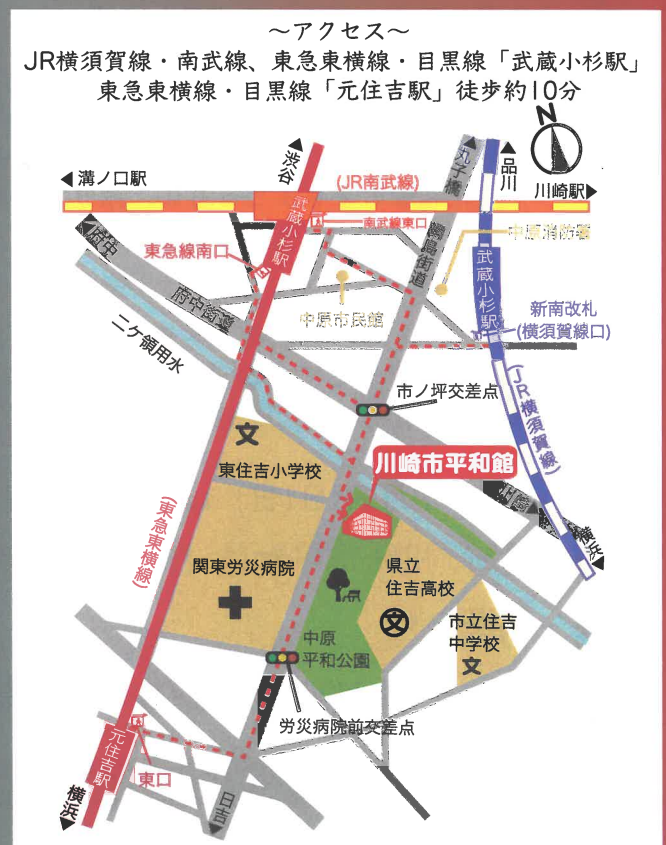 ～アクセス～
JR横須賀線・南武線、東急東横線・目黒線「武蔵小杉駅」
東急東横線・目黒線「元住吉駅」徒歩約10分
N
渋谷
丸子橋
品川
溝ノ口駅
(JR南武線)
川崎駅
武蔵小杉駅
南武線東口
東急線南口
綱島街道
中原消防署
武蔵小杉駅
府中
府中街道
中原市民館
新南改札
(横須賀線口)
二ケ領用水
市ノ坪交差点
(JR横須賀線)
文
東住吉小学校
川崎市平和館
横浜
(東急東横線)
関東労災病院
県立
住吉高校
文
市立住吉
中学校
文
中原
平和公園
労災病院前交差点
元住吉駅
東口
横浜
日吉